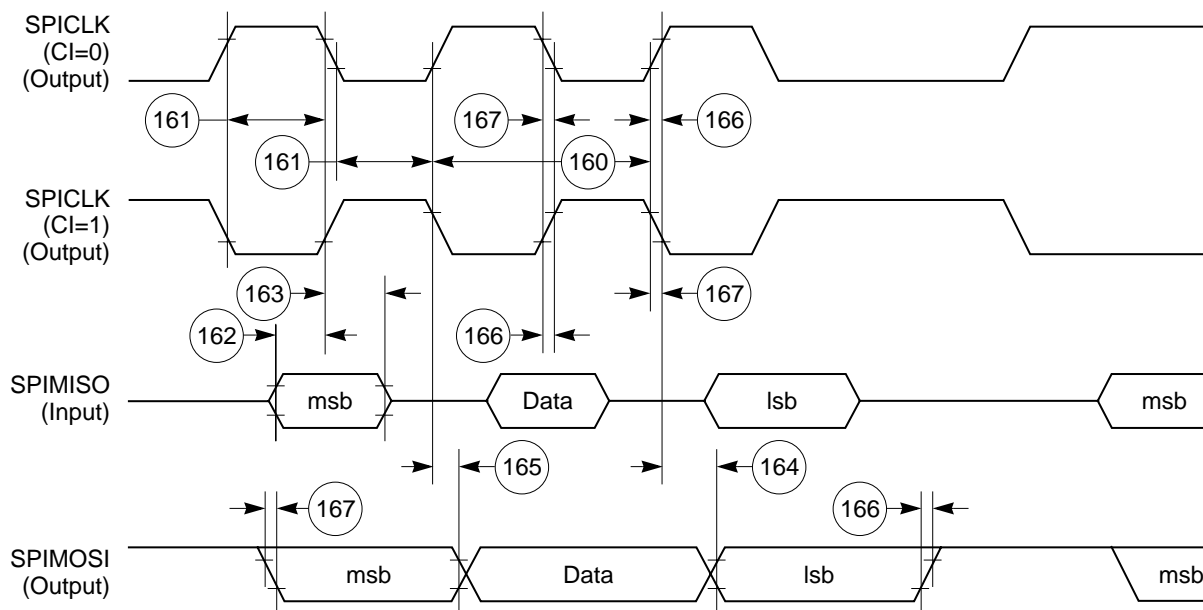 SPICLK
(CI=0)
(Output)
161
167
166
161
160
SPICLK
(CI=1)
(Output)
163
167
162
166
SPIMISO
(Input)
msb
Data
lsb
msb
165
164
167
166
SPIMOSI
(Output)
msb
Data
lsb
msb